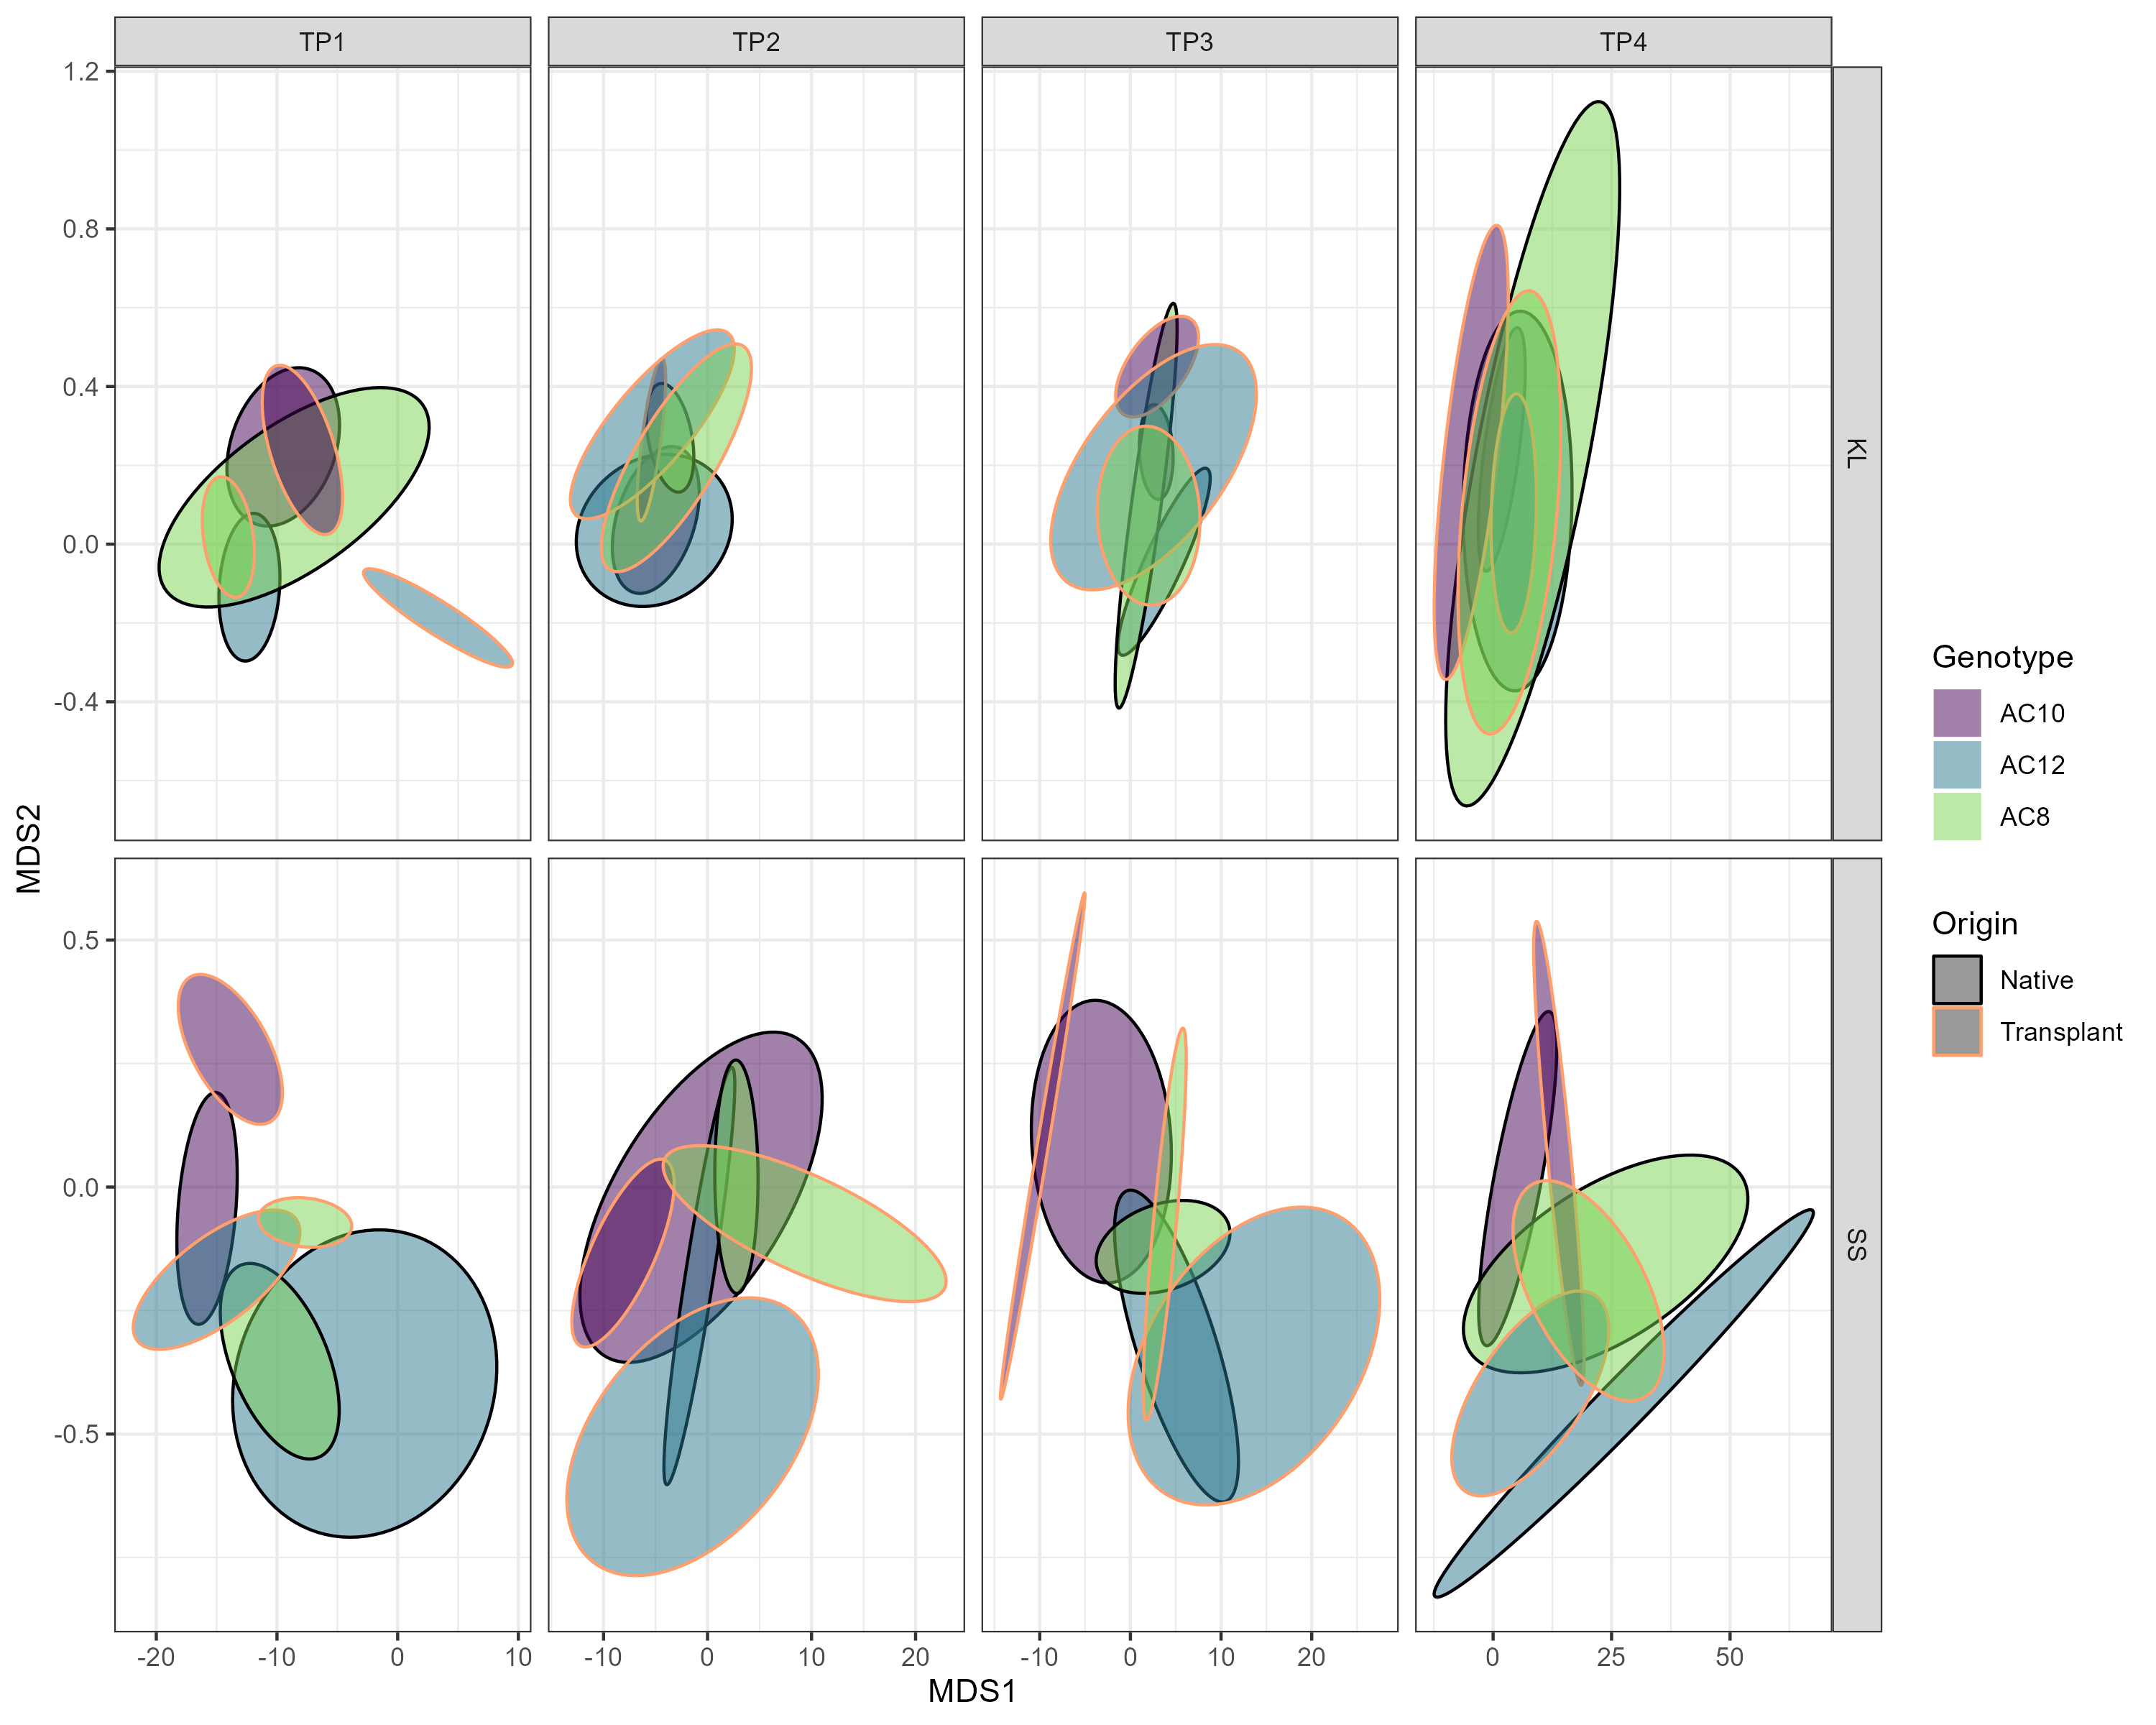 TP1 TP2 TP3 TP4
1.2
0.8
0.4
0.0
-0.4
KL
0.5
0.0
-0.5
SS
MDS2
-20 -10 0 10
-10 0 10 20
-10 0 10 20
0 25 50
MDS1
Genotype
AC10
AC12
AC8
Origin
Native
Transplant